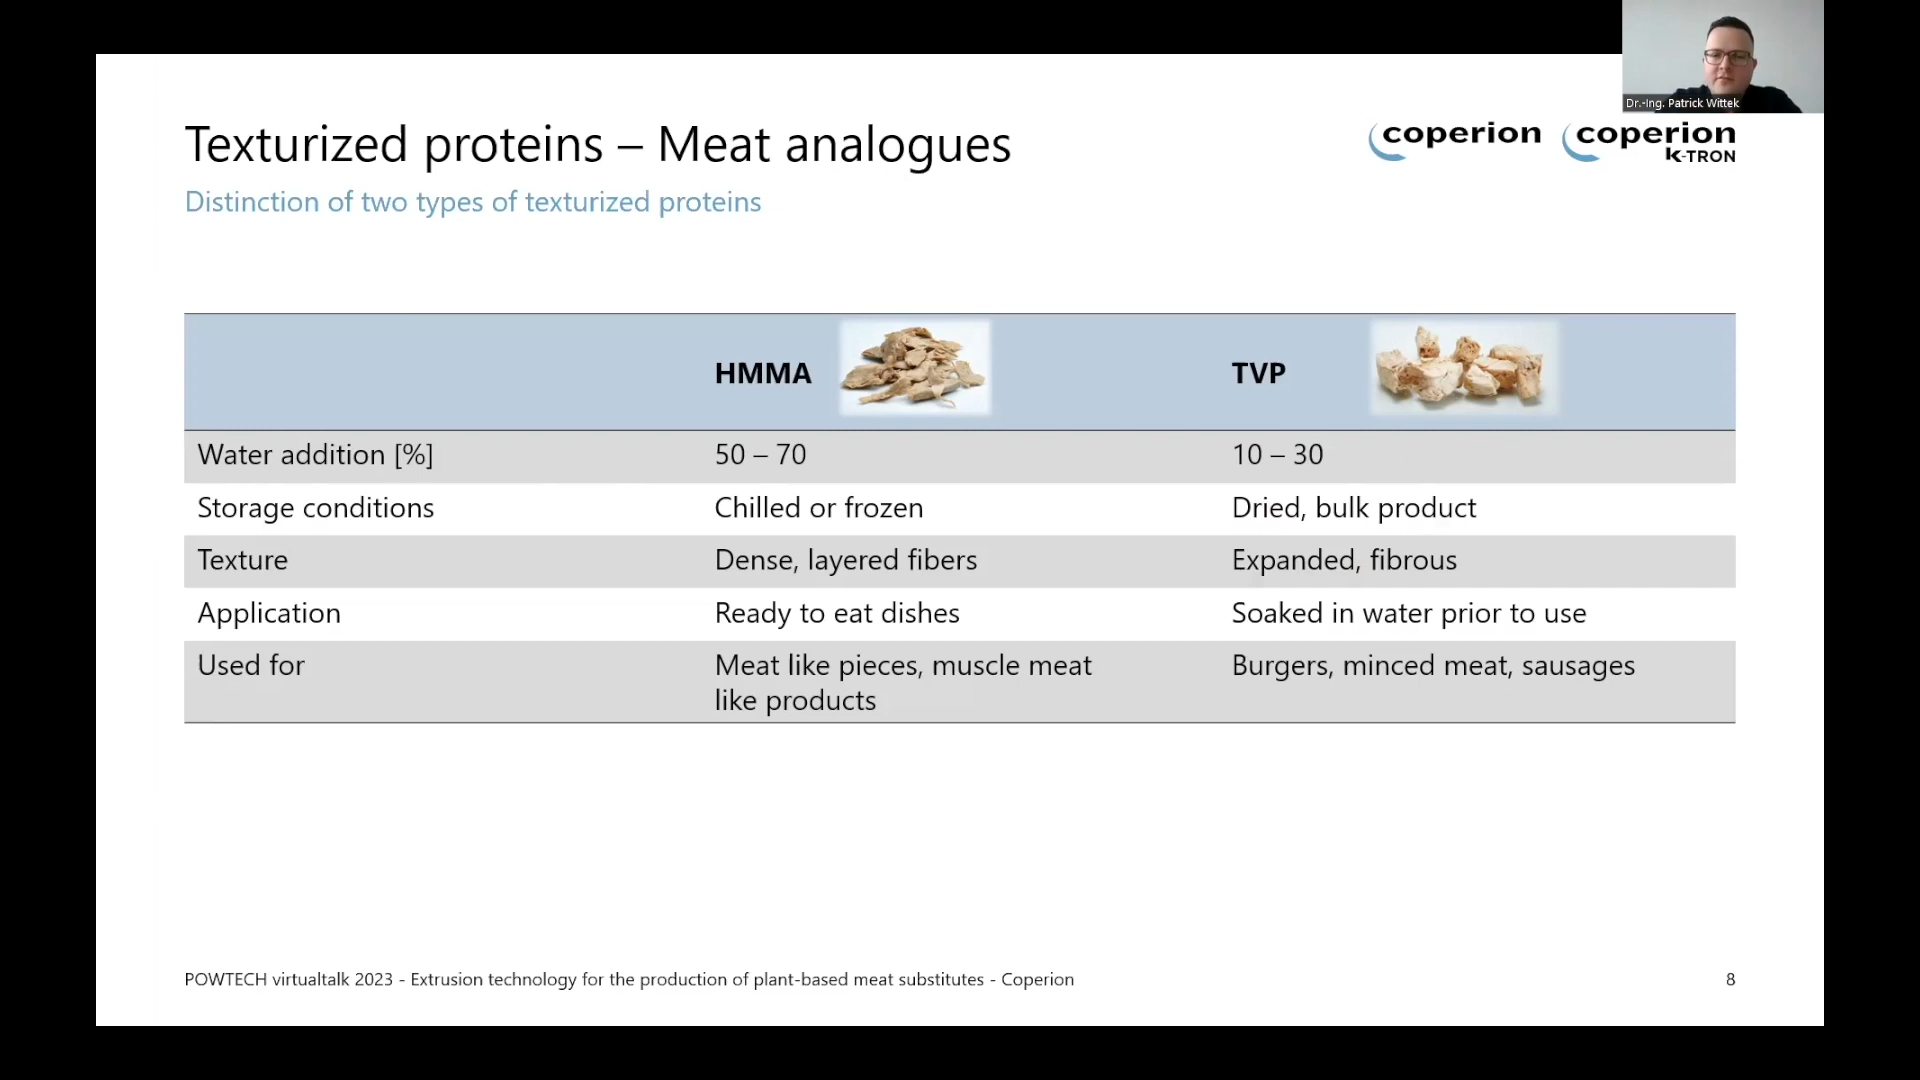 Dr.-Ing. Patrick Wittek
Texturized proteins – Meat analogues
coperion
coperion
K-TRON
Distinction of two types of texturized proteins
HMMA
TVP
Water addition [%]
50 – 70
10 – 30
Storage conditions
Chilled or frozen
Dried, bulk product
Texture
Dense, layered fibers
Expanded, fibrous
Application
Ready to eat dishes
Soaked in water prior to use
Used for
Meat like pieces, muscle meat
like products
Burgers, minced meat, sausages
POWTECH virtualtalk 2023 - Extrusion technology for the production of plant-based meat substitutes - Coperion
8